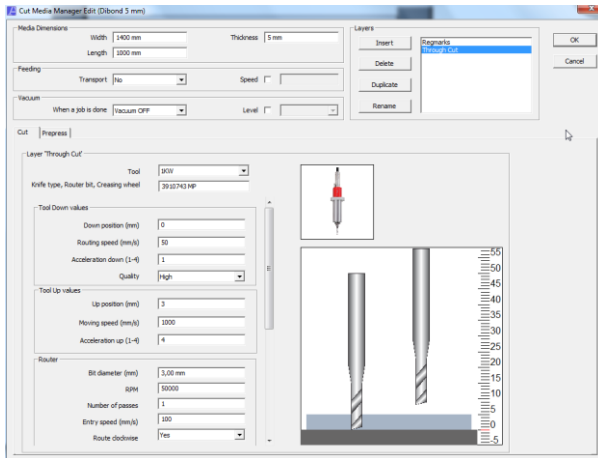 Cut Media Manager Edit (Dibond 5 mm)
Media Dimensions
Width 1400 mm Thickness 5 mm
Length 1000 mm
Feeding
Transport No Speed
Vacuum
When a job is done Vacuum OFF Level
Layers
Insert
Delete
Duplicate
Rename
Regmarks
Through Cut
OK
Cancel
Cut Prepress
Layer 'Through Cut'
Tool 1KW
Knife type, Router bit, Creasing wheel 3910743 MP
Tool Down values
Down position (mm) 0
Routing speed (mm/s) 50
Acceleration down (1-4) 1
Quality High
Tool Up values
Up position (mm) 3
Moving speed (mm/s) 1000
Acceleration up (1-4) 4
Router
Bit diameter (mm) 3,00 mm
RPM 50000
Number of passes 1
Entry speed (mm/s) 100
Route clockwise Yes
55
50
45
40
35
30
25
20
15
10
5
0
-5